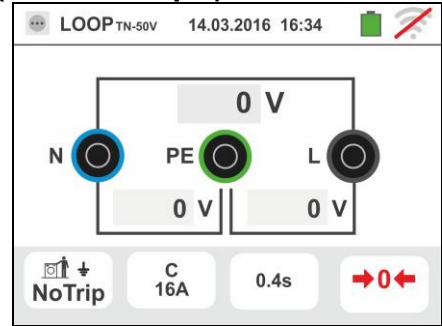 LOOP TN-50V 14.03.2016 16:34
0 V
N PE L
0 V 0 V
NoTrip C 16A 0.4s →0←